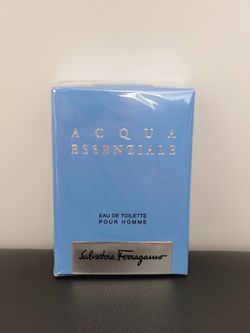 ACQUA
ESSENZIALE
EAU DE TOILETTE
POUR HOMME
Salvatore Ferragamo